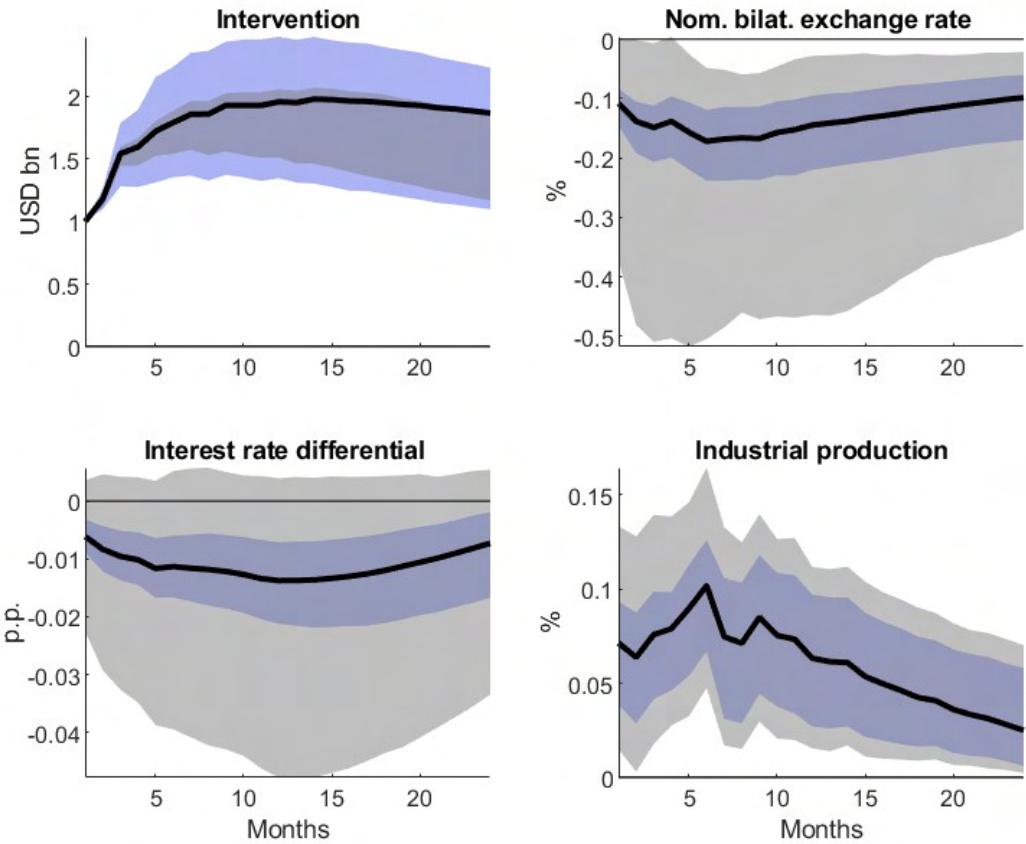 Intervention
USD bn
2
1.5
1
0.5
0
5 10 15 20
Nom. bilat. exchange rate
%
0
-0.1
-0.2
-0.3
-0.4
-0.5
5 10 15 20
Interest rate differential
p.p.
0
-0.01
-0.02
-0.03
-0.04
5 10 15 20
Months
Industrial production
%
0.15
0.1
0.05
0
5 10 15 20
Months